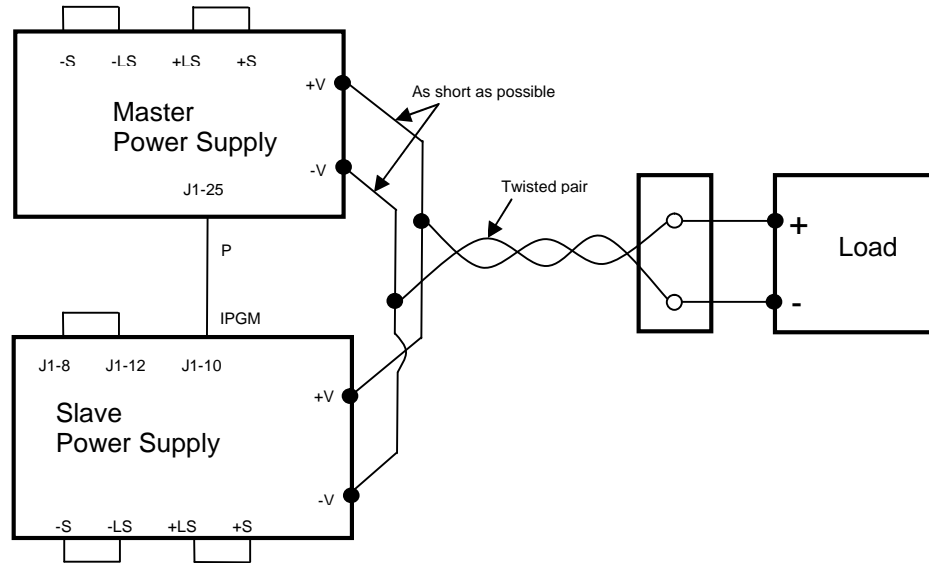 -S -LS +LS +S
+V
As short as possible
Master
Power Supply
-V
J1-25
Twisted pair
+
Load
-
P
IPGM
J1-8 J1-12 J1-10
+V
Slave
Power Supply
-V
-S -LS +LS +S